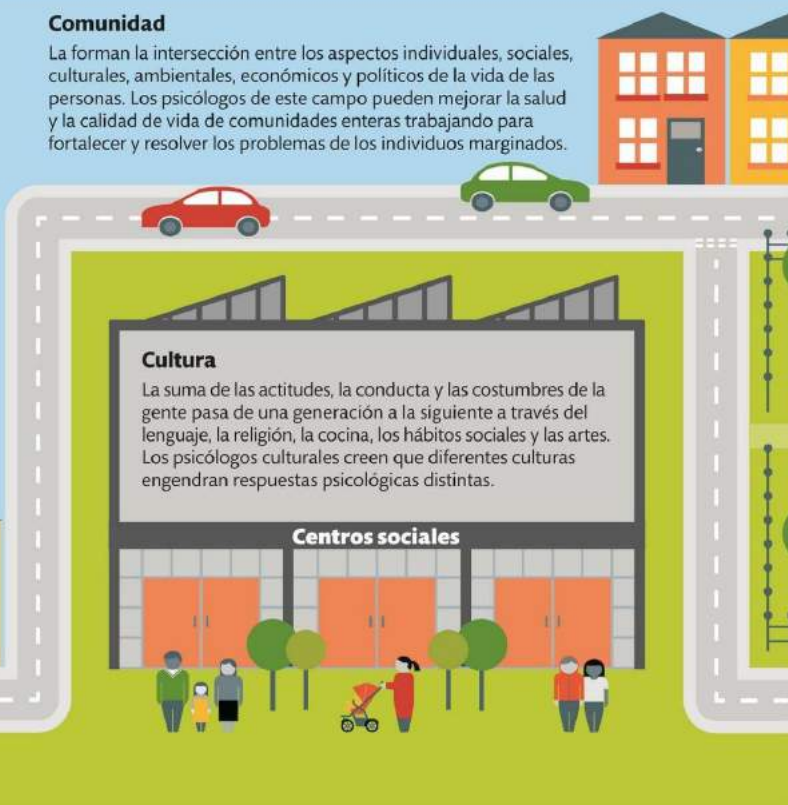 Comunidad
La forman la intersección entre los aspectos individuales, sociales,
culturales, ambientales, económicos y políticos de la vida de las
personas. Los psicólogos de este campo pueden mejorar la salud
y la calidad de vida de comunidades enteras trabajando para
fortalecer y resolver los problemas de los individuos marginados.
Cultura
La suma de las actitudes, la conducta y las costumbres de la
gente pasa de una generación a la siguiente a través del
lenguaje, la religión, la cocina, los hábitos sociales y las artes.
Los psicólogos culturales creen que diferentes culturas
engendran respuestas psicológicas distintas.
Centros sociales